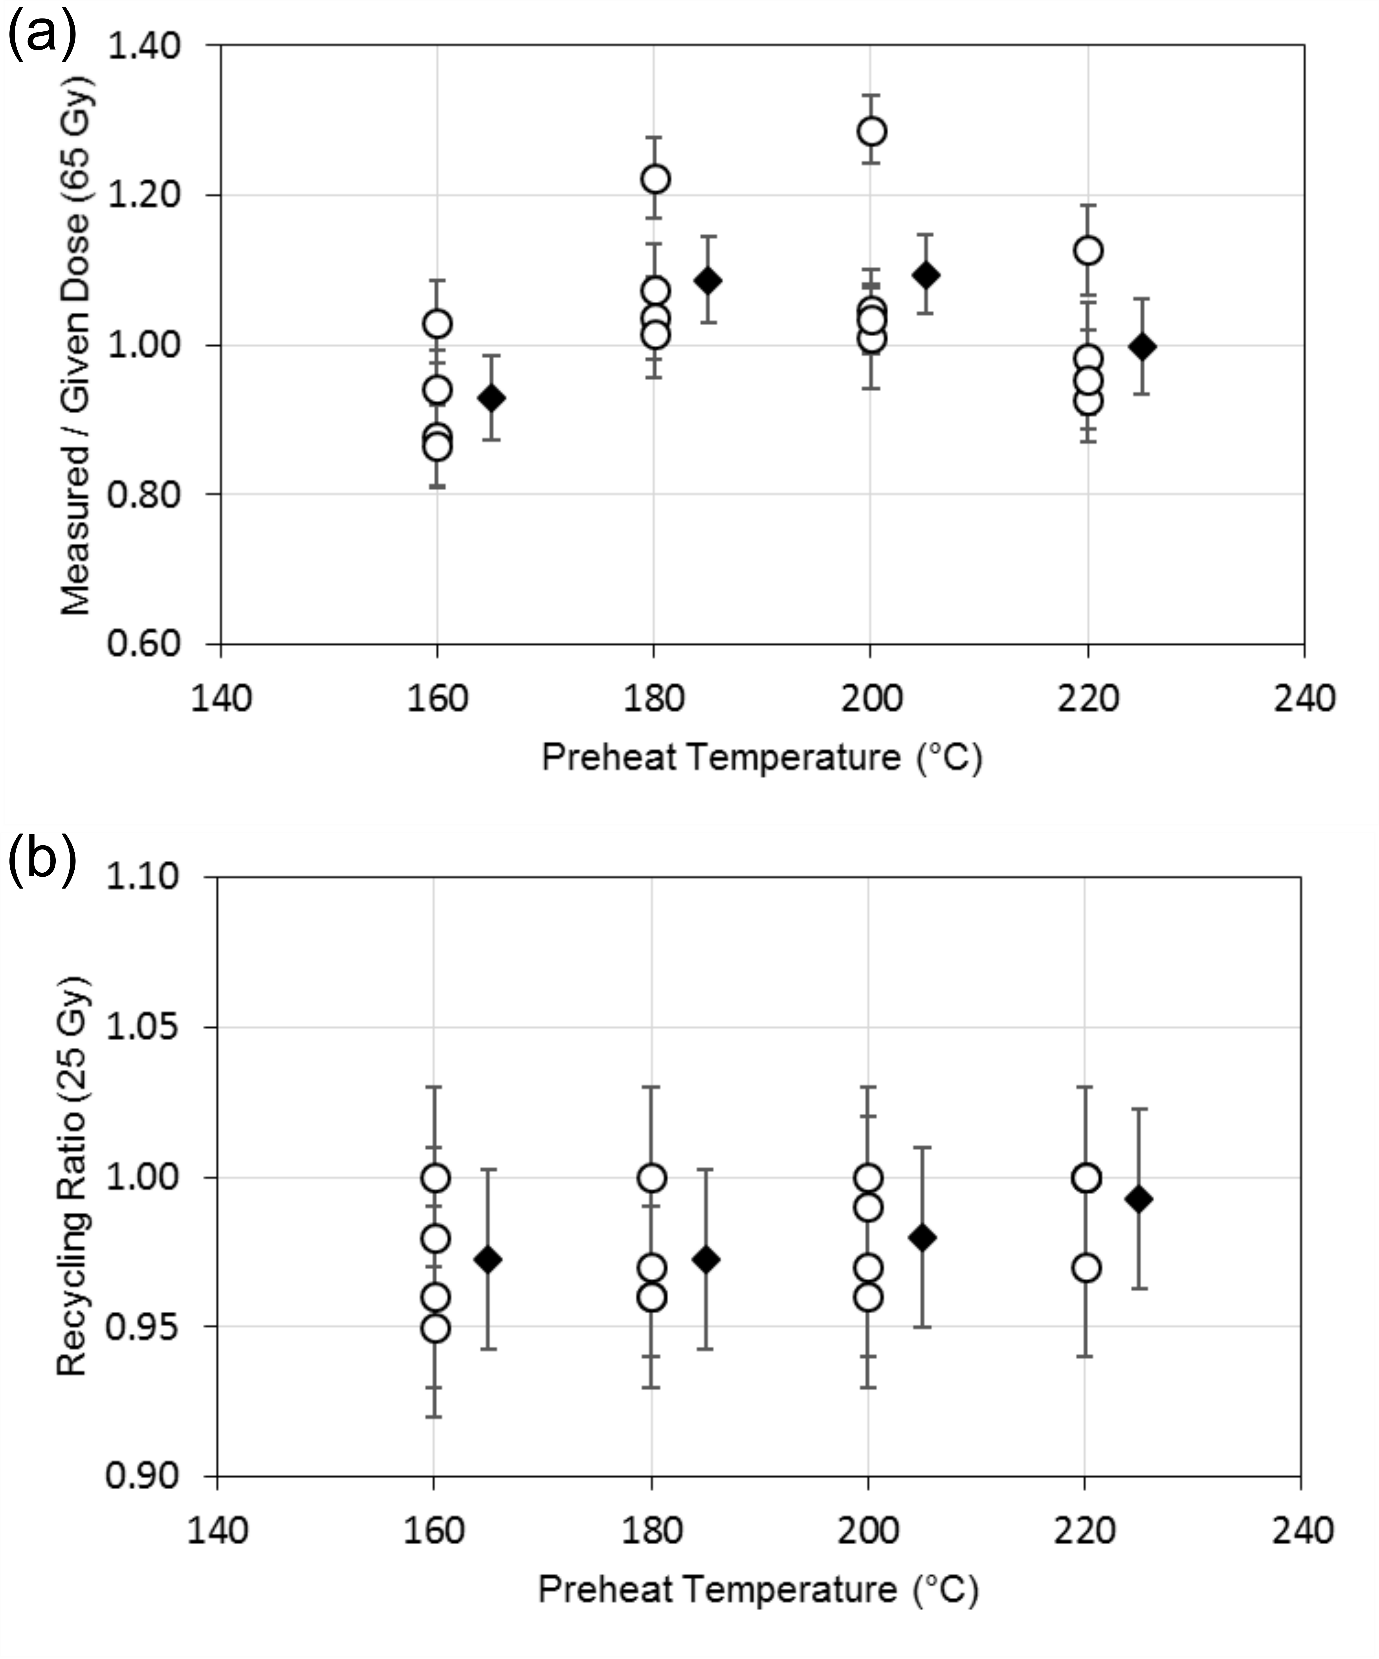 (a)
Measured / Given Dose (65 Gy)
1.40
1.20
1.00
0.80
0.60
140 160 180 200 220 240
Preheat Temperature (°C)
(b)
Recycling Ratio (25 Gy)
1.10
1.05
1.00
0.95
0.90
140 160 180 200 220 240
Preheat Temperature (°C)